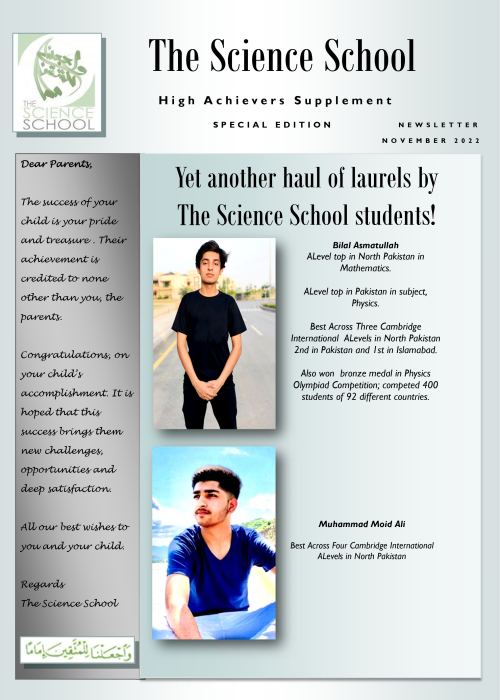 THE
SCIENCE
SCHOOL
The Science School
High Achievers Supplement
SPECIAL EDITION
NEWSLETTER
NOVEMBER 2022
Dear Parents,
The success of your
child is your pride
and treasure . Their
achievement is
credited to none
other than you, the
parents.
Congratulations, on
your child's
accomplishment. It is
hoped that this
success brings them
new challenges,
opportunities and
deep satisfaction.
All our best wishes to
you and your child.
Regards
The Science School
وَاجْعَلْنَا لِلْمُتَّقِينَ إِمَامًا
Yet another haul of laurels by
The Science School students!
Bilal Asmatullah
ALevel top in North Pakistan in
Mathematics.
ALevel top in Pakistan in subject,
Physics.
Best Across Three Cambridge
International ALevels in North Pakistan
2nd in Pakistan and 1st in Islamabad.
Also won bronze medal in Physics
Olympiad Competition; competed 400
students of 92 different countries.
Muhammad Moid Ali
Best Across Four Cambridge International
ALevels in North Pakistan